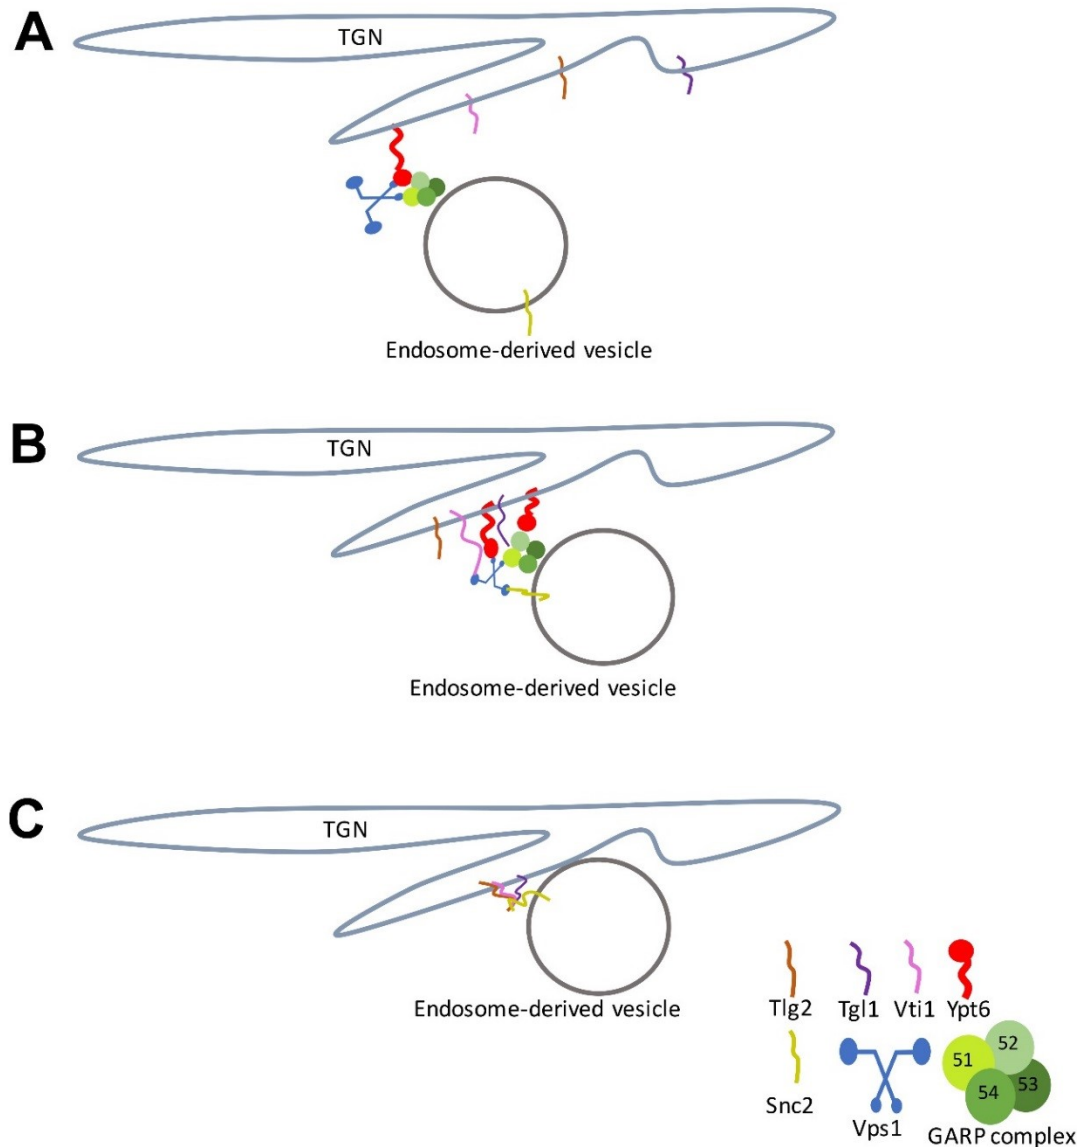 A
TGN
Endosome-derived vesicle
B
TGN
Endosome-derived vesicle
C
TGN
Endosome-derived vesicle
Tlg2 Tgl1 Vti1 Ypt6
Snc2
Vps1
51 52
54 53
GARP complex